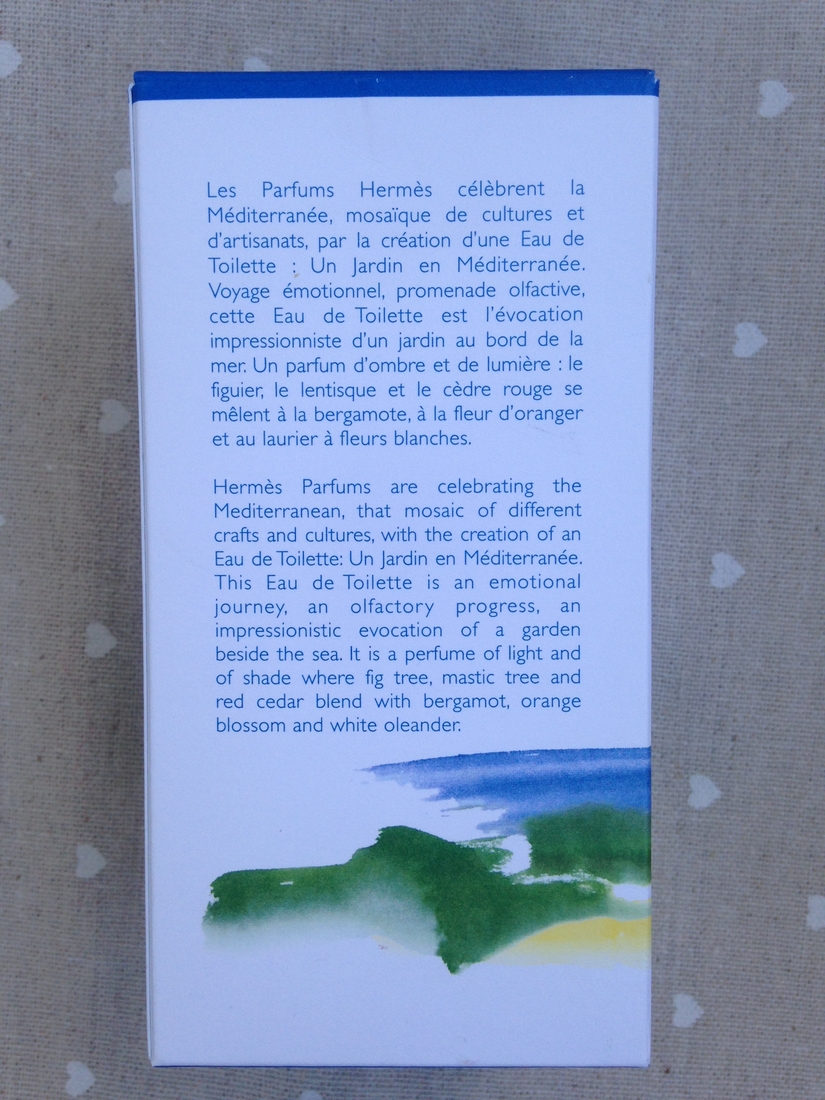 Les Parfums Hermès célèbrent la
Méditerranée, mosaïque de cultures et
d'artisanats, par la création d'une Eau de
Toilette : Un Jardin en Méditerranée.
Voyage émotionnel, promenade olfactive,
cette Eau de Toilette est l'évocation
impressionniste d'un jardin au bord de la
mer. Un parfum d'ombre et de lumière : le
figuier, le lentisque et le cèdre rouge se
mêlent à la bergamote, à la fleur d'oranger
et au laurier à fleurs blanches.
Hermès Parfums are celebrating the
Mediterranean, that mosaic of different
crafts and cultures, with the creation of an
Eau de Toilette: Un Jardin en Méditerranée.
This Eau de Toilette is an emotional
journey, an olfactory progress, an
impressionistic evocation of a garden
beside the sea. It is a perfume of light and
of shade where fig tree, mastic tree and
red cedar blend with bergamot, orange
blossom and white oleander.